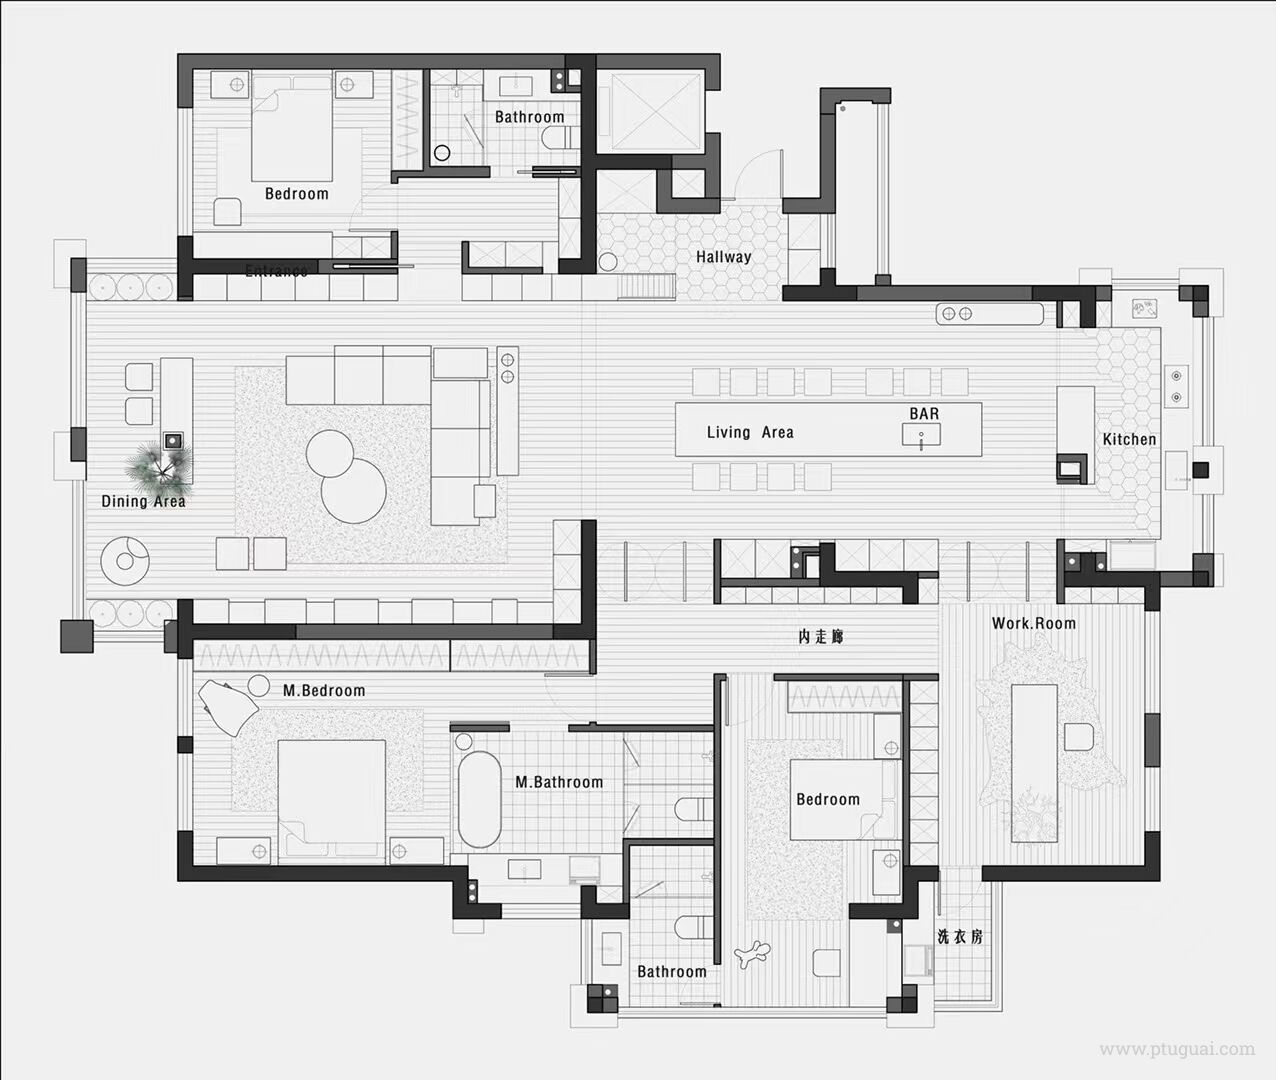 Bathroom
Bedroom
Hallway
Entrance
BAR
Living Area
Kitchen
Dining Area
Work.Room
内走廊
M.Bedroom
M.Bathroom
Bedroom
洗衣房
Bathroom
www.ptuguai.com